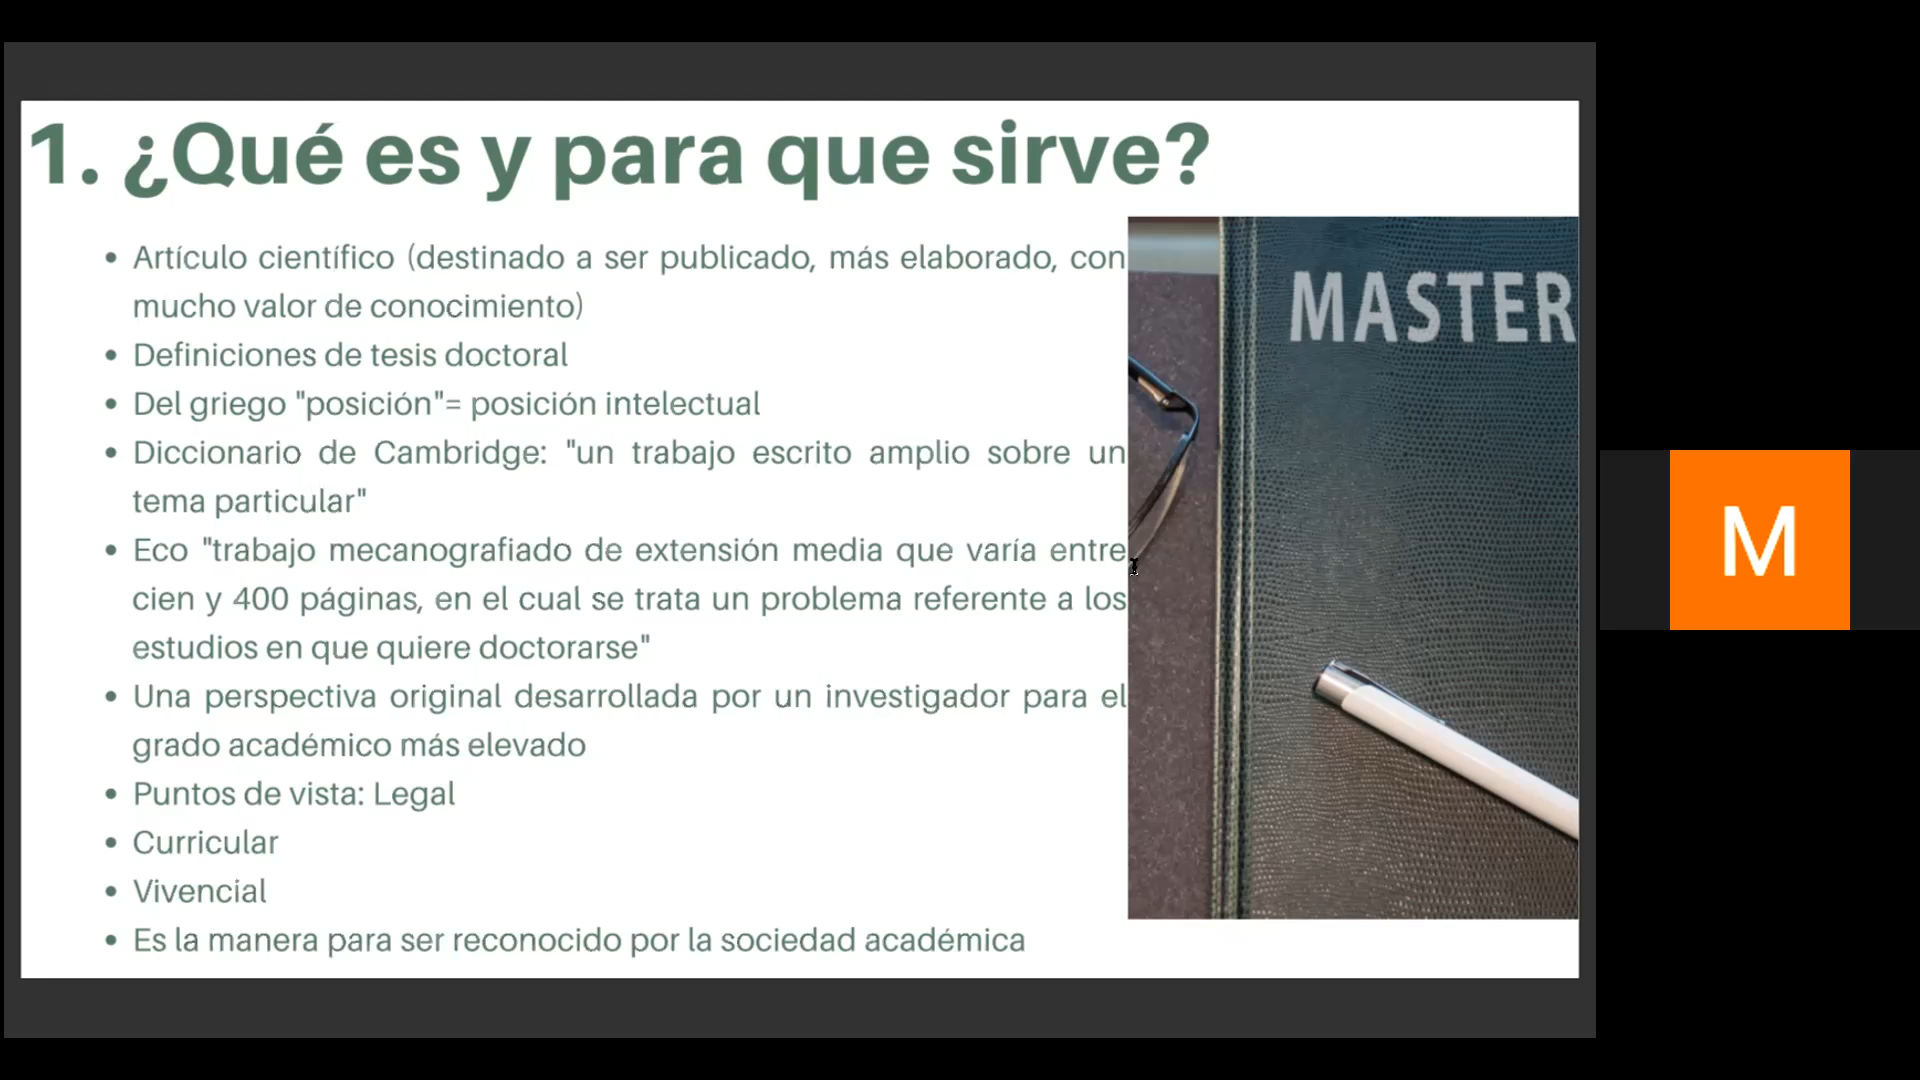 1. ¿Qué es y para que sirve?
• Artículo científico (destinado a ser publicado, más elaborado, con
mucho valor de conocimiento)
• Definiciones de tesis doctoral
• Del griego "posición"= posición intelectual
• Diccionario de Cambridge: "un trabajo escrito amplio sobre un
tema particular"
• Eco "trabajo mecanografiado de extensión media que varía entre
cien y 400 páginas, en el cual se trata un problema referente a los
estudios en que quiere doctorarse"
• Una perspectiva original desarrollada por un investigador para el
grado académico más elevado
• Puntos de vista: Legal
• Curricular
• Vivencial
• Es la manera para ser reconocido por la sociedad académica
MASTER
M